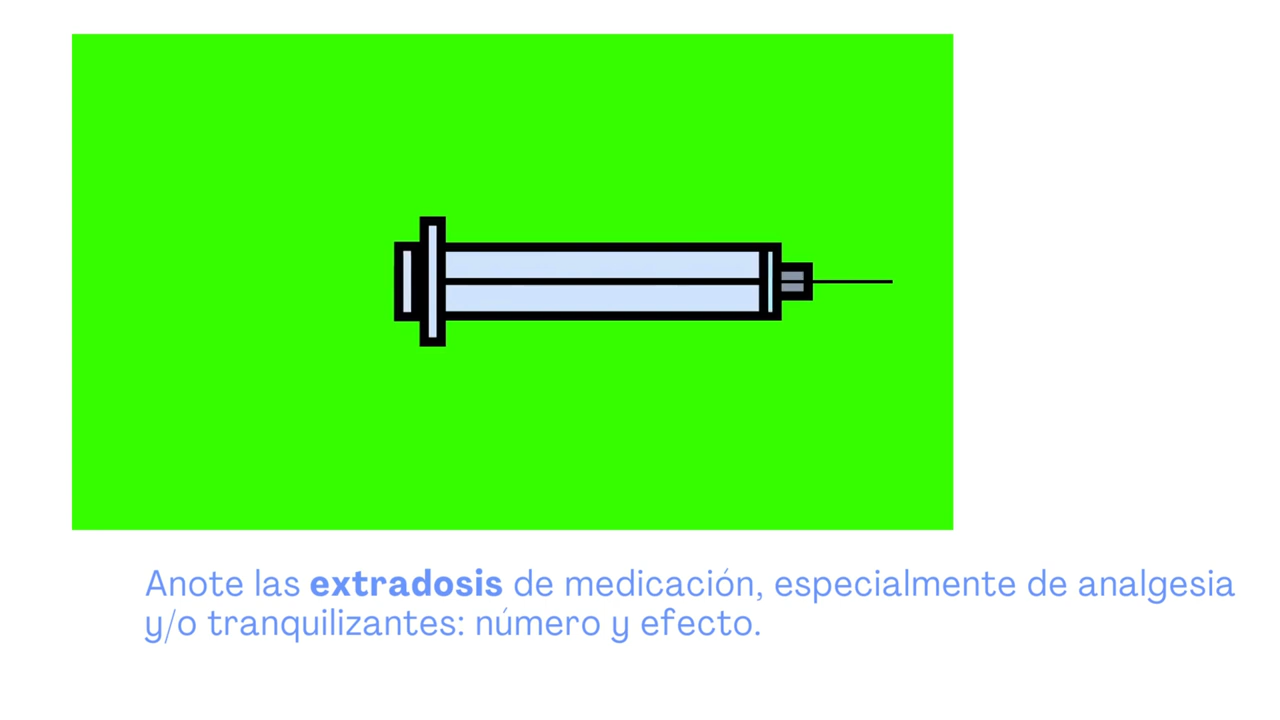 Anote las extradosis de medicación, especialmente de analgesia
y/o tranquilizantes: número y efecto.